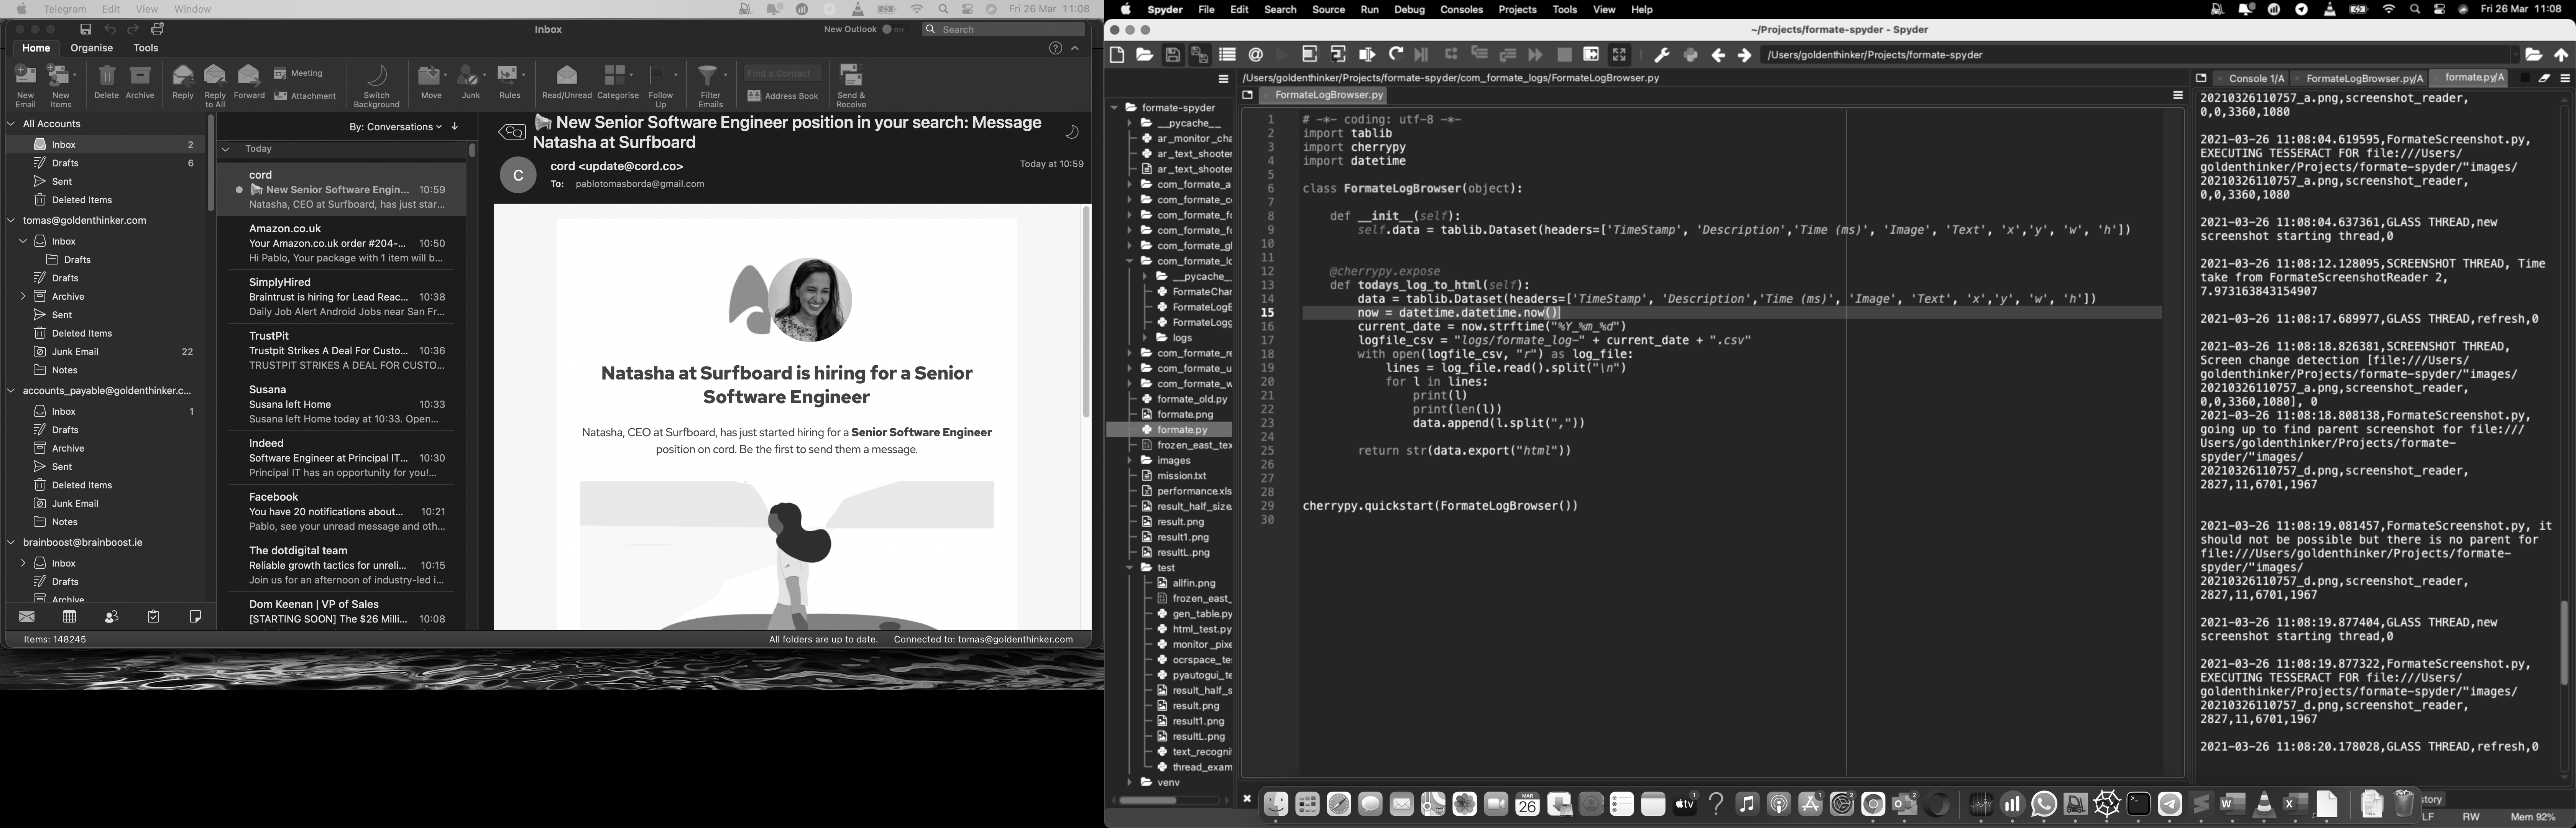 Telegram Edit View Window Fri 26 Mar 11:08
Inbox
New Outlook on
Search
Home Organise Tools
New Email
New Items
Delete
Archive
Reply
Reply to All
Forward
Meeting
Attachment
Switch Background
Move
Junk
Rules
Read/Unread
Categorise
Follow Up
Filter Emails
Find a Contact
Address Book
Send & Receive
All Accounts
Inbox 2
Drafts 6
Sent
Deleted Items
tomas@goldenthinker.com
Inbox
Drafts
Drafts
Archive
Sent
Deleted Items
Junk Email 22
Notes
accounts_payable@goldenthinker.c...
Inbox 1
Drafts
Archive
Sent
Deleted Items
Junk Email
Notes
brainboost@brainboost.ie
Inbox
Drafts
Archive
Items: 148245
By: Conversations
Today
cord
New Senior Software Engin... 10:59
Natasha, CEO at Surfboard, has just star...
Amazon.co.uk
Your Amazon.co.uk order #204-... 10:50
Hi Pablo, Your package with 1 item will b...
SimplyHired
Braintrust is hiring for Lead Reac... 10:38
Daily Job Alert Android Jobs near San Fr...
TrustPit
Trustpit Strikes A Deal For Custo... 10:36
TRUSTPIT STRIKES A DEAL FOR CUSTO...
Susana
Susana left Home 10:33
Susana left Home today at 10:33. Open...
Indeed
Software Engineer at Principal IT... 10:30
Principal IT has an opportunity for you!...
Facebook
You have 20 notifications about... 10:21
Pablo, see your unread message and oth...
The dotdigital team
Reliable growth tactics for unreli... 10:15
Join us for an afternoon of industry-led i...
Dom Keenan | VP of Sales
[STARTING SOON] The $26 Milli... 10:08
New Senior Software Engineer position in your search: Message
Natasha at Surfboard
C
cord <update@cord.co>
Today at 10:59
To: pablotomasborda@gmail.com
Natasha at Surfboard is hiring for a Senior
Software Engineer
Natasha, CEO at Surfboard, has just started hiring for a Senior Software Engineer
position on cord. Be the first to send them a message.
All folders are up to date. Connected to: tomas@goldenthinker.com
Spyder File Edit Search Source Run Debug Consoles Projects Tools View Help Fri 26 Mar 11:08
~/Projects/formate-spyder - Spyder
/Users/goldenthinker/Projects/formate-spyder
/Users/goldenthinker/Projects/formate-spyder/com_formate_logs/FormateLogBrowser.py
FormateLogBrowser.py
formate-spyder
__pycache__
ar_monitor_cha
ar_text_shooter
ar_text_shooter
com_formate_a
com_formate_c
com_formate_fo
com_formate_fo
com_formate_gl
com_formate_lo
__pycache_
FormateChar
FormateLogE
FormateLogg
logs
com_formate_re
com_formate_u
com_formate_w
formate_old.py
formate.png
formate.py
frozen_east_tex
images
mission.txt
performance.xls
result_half_size.
result.png
result1.png
resultL.png
test
allfin.png
frozen_east_
gen_table.py
html_test.py
monitor_pixe
ocrspace_tes
pyautogui_te
result_half_s
result.png
result1.png
resultL.png
text_recogni
thread_exam
venv
1 # -*- coding: utf-8 -*-
2 import tablib
3 import cherrypy
4 import datetime
5
6 class FormateLogBrowser(object):
7
8 def __init__(self):
9 self.data = tablib.Dataset(headers=['TimeStamp', 'Description','Time (ms)', 'Image', 'Text', 'x','y', 'w', 'h'])
10
11
12 @cherrypy.expose
13 def todays_log_to_html(self):
14 data = tablib.Dataset(headers=['TimeStamp', 'Description','Time (ms)', 'Image', 'Text', 'x','y', 'w', 'h'])
15 now = datetime.datetime.now()
16 current_date = now.strftime("%Y_%m_%d")
17 logfile_csv = "logs/formate_log-" + current_date + ".csv"
18 with open(logfile_csv, "r") as log_file:
19 lines = log_file.read().split("\n")
20 for l in lines:
21 print(l)
22 print(len(l))
23 data.append(l.split(","))
24
25 return str(data.export("html"))
26
27
28
29 cherrypy.quickstart(FormateLogBrowser())
30
Console 1/A FormateLogBrowser.py/A formate.py/A
20210326110757_a.png,screenshot_reader,
0,0,3360,1080
2021-03-26 11:08:04.619595,FormateScreenshot.py,
EXECUTING TESSERACT FOR file:///Users/
goldenthinker/Projects/formate-spyder/"images/
20210326110757_a.png,screenshot_reader,
0,0,3360,1080
2021-03-26 11:08:04.637361,GLASS THREAD,new
screenshot starting thread,0
2021-03-26 11:08:12.128095,SCREENSHOT THREAD, Time
take from FormateScreenshotReader 2,
7.973163843154907
2021-03-26 11:08:17.689977,GLASS THREAD,refresh,0
2021-03-26 11:08:18.826381,SCREENSHOT THREAD,
Screen change detection [file:///Users/
goldenthinker/Projects/formate-spyder/"images/
20210326110757_a.png,screenshot_reader,
0,0,3360,1080], 0
2021-03-26 11:08:18.808138,FormateScreenshot.py,
going up to find parent screenshot for file:///
Users/goldenthinker/Projects/formate-
spyder/"images/
20210326110757_d.png,screenshot_reader,
2827,11,6701,1967
2021-03-26 11:08:19.081457,FormateScreenshot.py, it
should not be possible but there is no parent for
file:///Users/goldenthinker/Projects/formate-
spyder/"images/
20210326110757_d.png,screenshot_reader,
2827,11,6701,1967
2021-03-26 11:08:19.877404,GLASS THREAD,new
screenshot starting thread,0
2021-03-26 11:08:19.877322,FormateScreenshot.py,
EXECUTING TESSERACT FOR file:///Users/
goldenthinker/Projects/formate-spyder/"images/
20210326110757_d.png,screenshot_reader,
2827,11,6701,1967
2021-03-26 11:08:20.178028,GLASS THREAD,refresh,0
MAR
26
tv
tory
LF RW Mem 92%